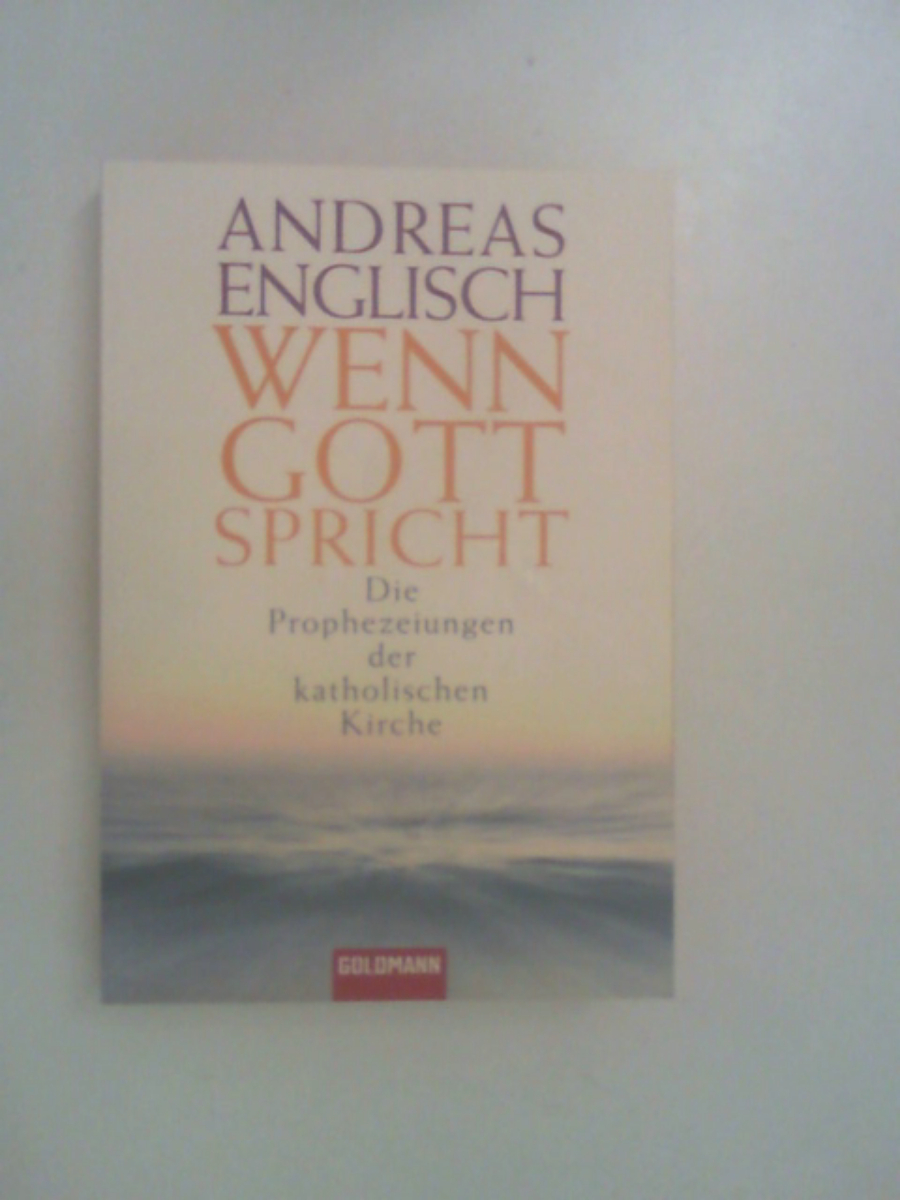 ANDREAS
ENGLISCH
WENN
GOTT
SPRICHT
Die
Prophezeiungen
der
katholischen
Kirche
GOLDMANN